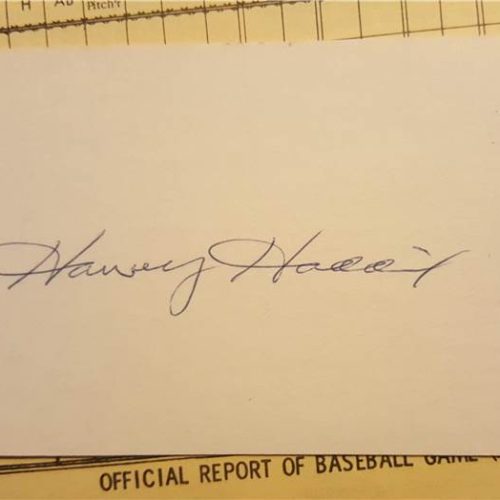 H AB Pitch't
Harvey Haddix
OFFICIAL REPORT OF BASEBALL GAME